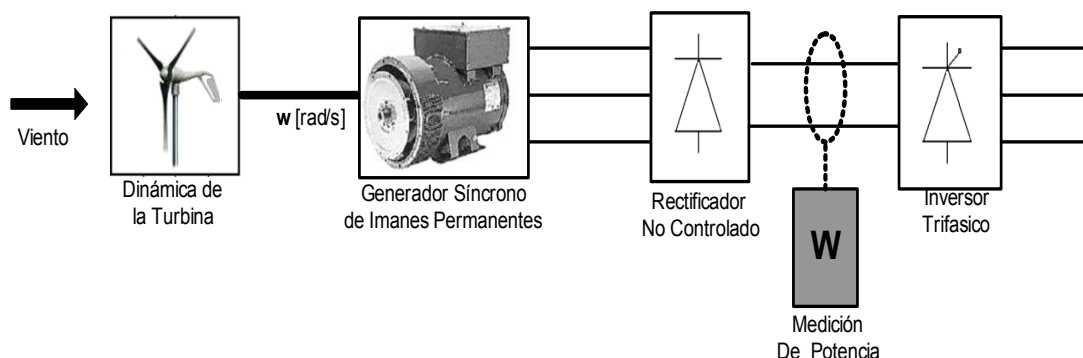 Viento
Dinámica de
la Turbina
w [rad/s]
Generador Síncrono
de Imanes Permanentes
Rectificador
No Controlado
W
Medición
De Potencia
Inversor
Trifasico